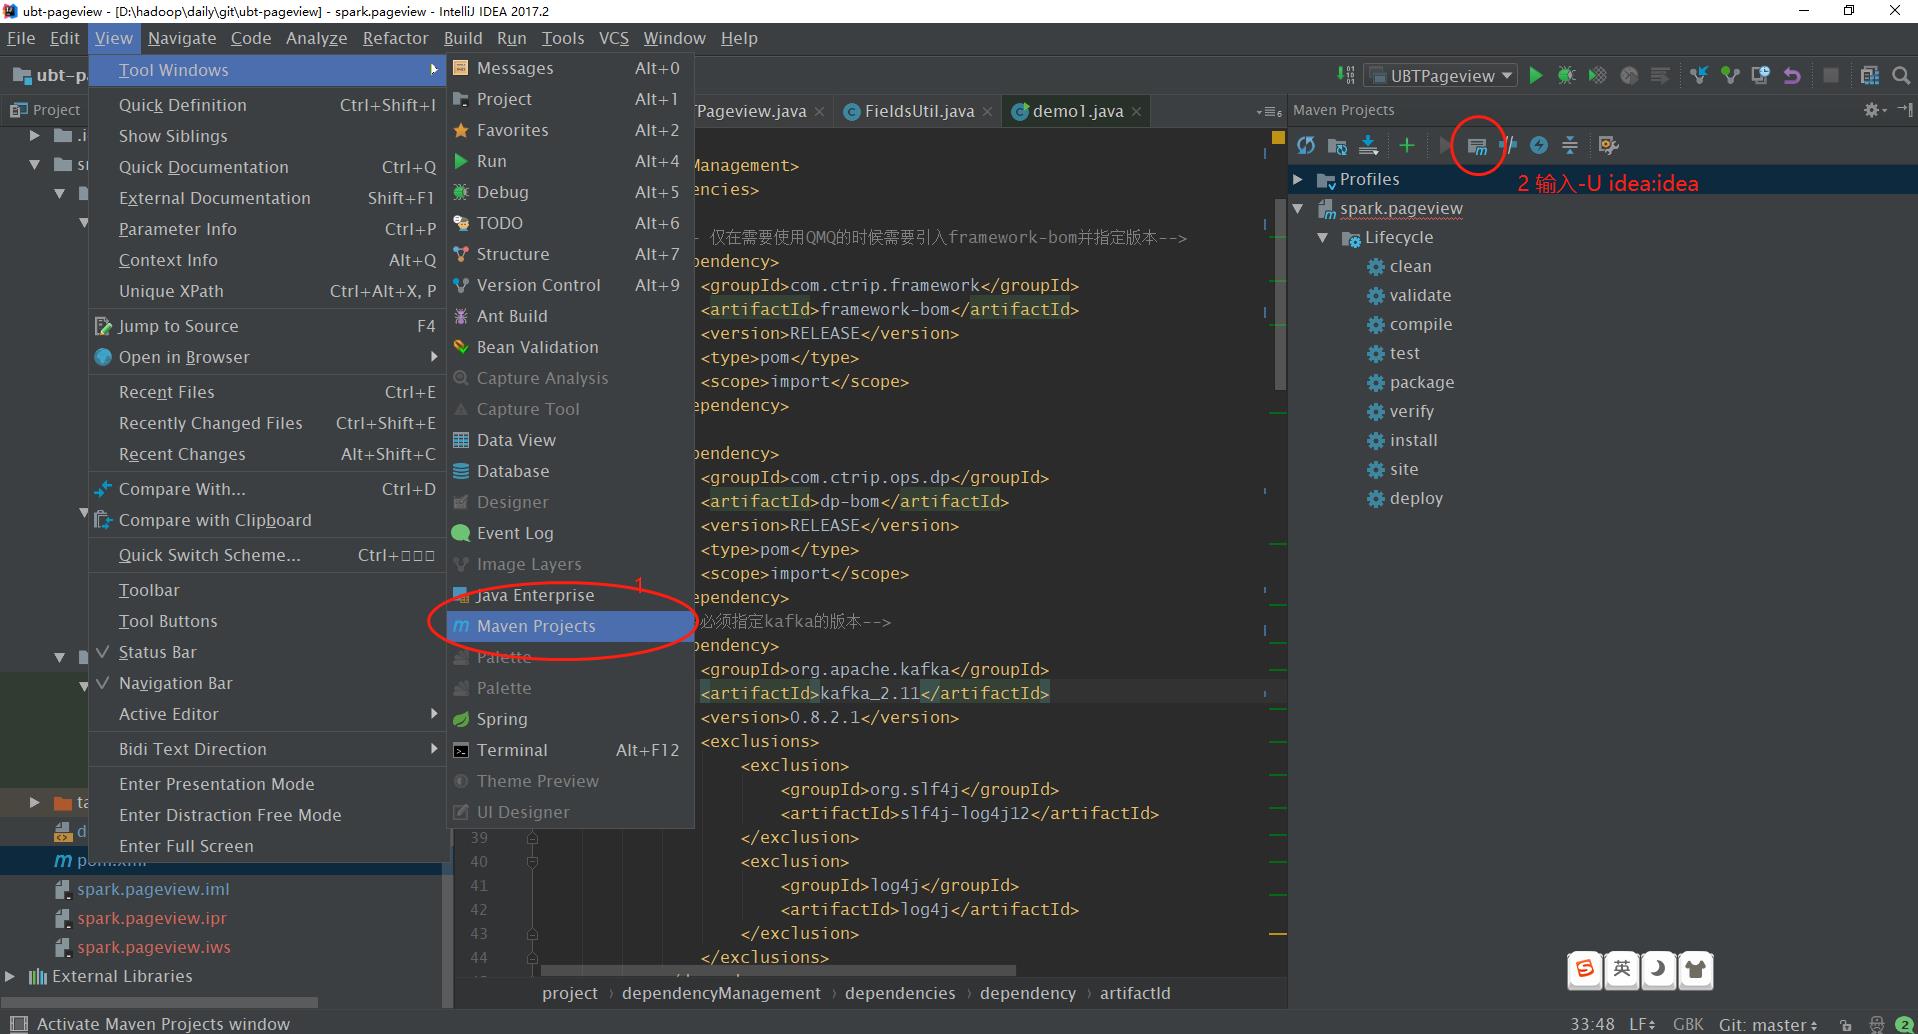 ubt-pageview - [D:\hadoop\daily\git\ubt-pageview] - spark.pageview - IntelliJ IDEA 2017.2
File Edit View Navigate Code Analyze Refactor Build Run Tools VCS Window Help
ubt-p
UBTPageview
Project
Tool Windows
Quick Definition Ctrl+Shift+I
Show Siblings
Quick Documentation Ctrl+Q
External Documentation Shift+F1
Parameter Info Ctrl+P
Context Info Alt+Q
Unique XPath Ctrl+Alt+X, P
Jump to Source F4
Open in Browser
Recent Files Ctrl+E
Recently Changed Files Ctrl+Shift+E
Recent Changes Alt+Shift+C
Compare With... Ctrl+D
Compare with Clipboard
Quick Switch Scheme... Ctrl+□□□
Toolbar
Tool Buttons
Status Bar
Navigation Bar
Active Editor
Bidi Text Direction
Enter Presentation Mode
Enter Distraction Free Mode
Enter Full Screen
spark.pageview.iml
spark.pageview.ipr
spark.pageview.iws
External Libraries
Messages Alt+0
Project Alt+1
Favorites Alt+2
Run Alt+4
Debug Alt+5
TODO Alt+6
Structure Alt+7
Version Control Alt+9
Ant Build
Bean Validation
Capture Analysis
Capture Tool
Data View
Database
Designer
Event Log
Image Layers
1
Java Enterprise
Maven Projects
Palette
Palette
Spring
Terminal Alt+F12
Theme Preview
UI Designer
TPageview.java FieldsUtil.java demo1.java
Management>
encies>
- 仅在需要使用QMQ的时候需要引入framework-bom并指定版本-->
pendency>
<groupId>com.ctrip.framework</groupId>
<artifactId>framework-bom</artifactId>
<version>RELEASE</version>
<type>pom</type>
<scope>import</scope>
ependency>
pendency>
<groupId>com.ctrip.ops.dp</groupId>
<artifactId>dp-bom</artifactId>
<version>RELEASE</version>
<type>pom</type>
<scope>import</scope>
ependency>
必须指定kafka的版本-->
pendency>
<groupId>org.apache.kafka</groupId>
<artifactId>kafka_2.11</artifactId>
<version>0.8.2.1</version>
<exclusions>
<exclusion>
<groupId>org.slf4j</groupId>
<artifactId>slf4j-log4j12</artifactId>
39 </exclusion>
40 <exclusion>
41 <groupId>log4j</groupId>
42 <artifactId>log4j</artifactId>
43 </exclusion>
44 </exclusions>
project dependencyManagement dependencies dependency artifactId
Maven Projects
2 输入-U idea:idea
Profiles
spark.pageview
Lifecycle
clean
validate
compile
test
package
verify
install
site
deploy
英
Activate Maven Projects window
33:48 LF GBK Git: master 2